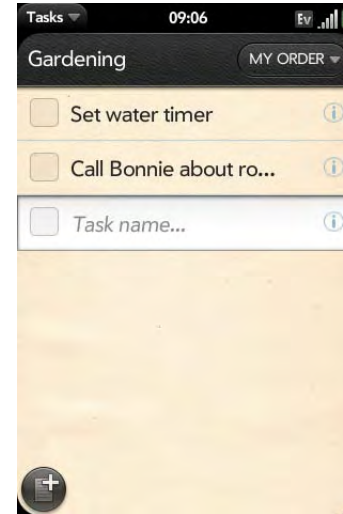 Tasks 09:06 Ev
Gardening MY ORDER
Set water timer
Call Bonnie about ro...
Task name...